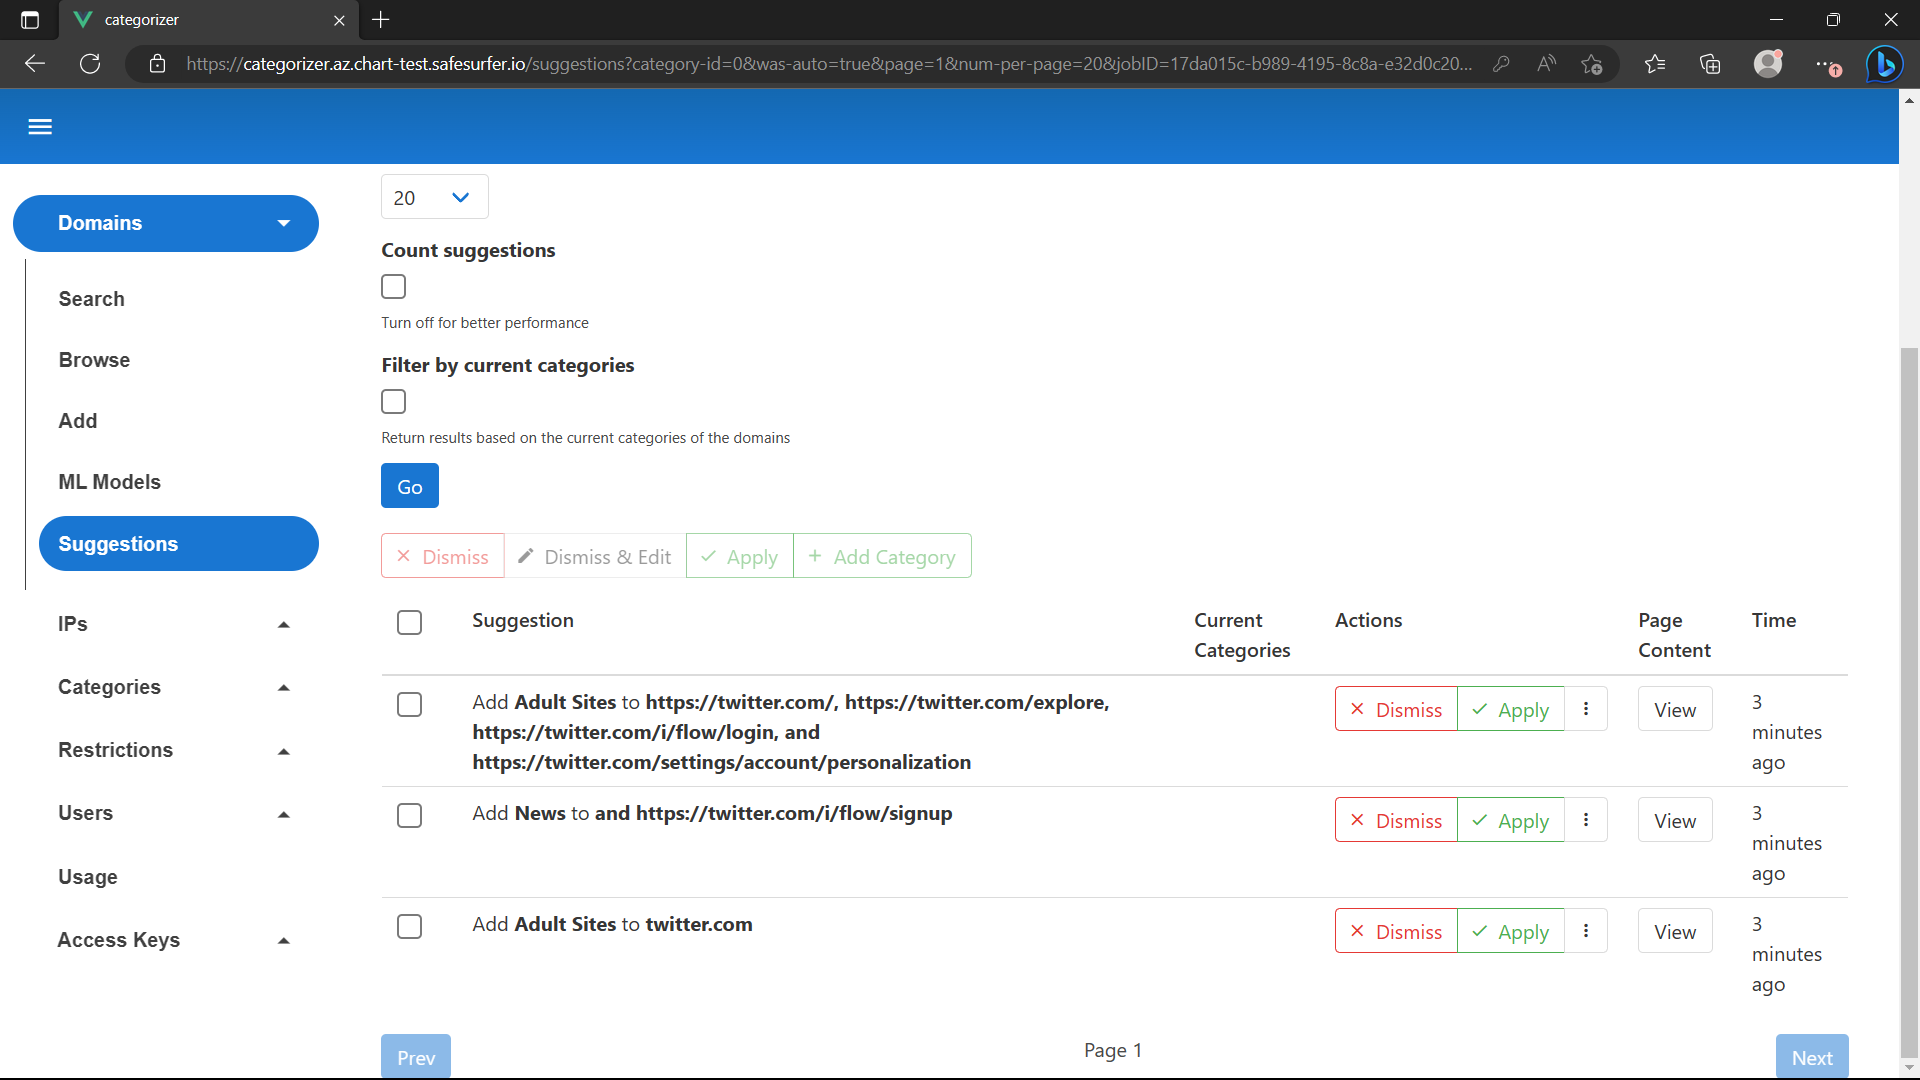 categorizer
https://categorizer.az.chart-test.safesurfer.io/suggestions?category-id=0&was-auto=true&page=1&num-per-page=20&jobID=17da015c-b989-4195-8c8a-e32d0c20...
Domains
Search
Browse
Add
ML Models
Suggestions
IPs
Categories
Restrictions
Users
Usage
Access Keys
20
Count suggestions
Turn off for better performance
Filter by current categories
Return results based on the current categories of the domains
Go
Dismiss Dismiss & Edit Apply Add Category
Suggestion Current Categories Actions Page Content Time
Add Adult Sites to https://twitter.com/, https://twitter.com/explore,
https://twitter.com/i/flow/login, and
https://twitter.com/settings/account/personalization
Dismiss Apply View
3
minutes
ago
Add News to and https://twitter.com/i/flow/signup
Dismiss Apply View
3
minutes
ago
Add Adult Sites to twitter.com
Dismiss Apply View
3
minutes
ago
Prev Page 1 Next